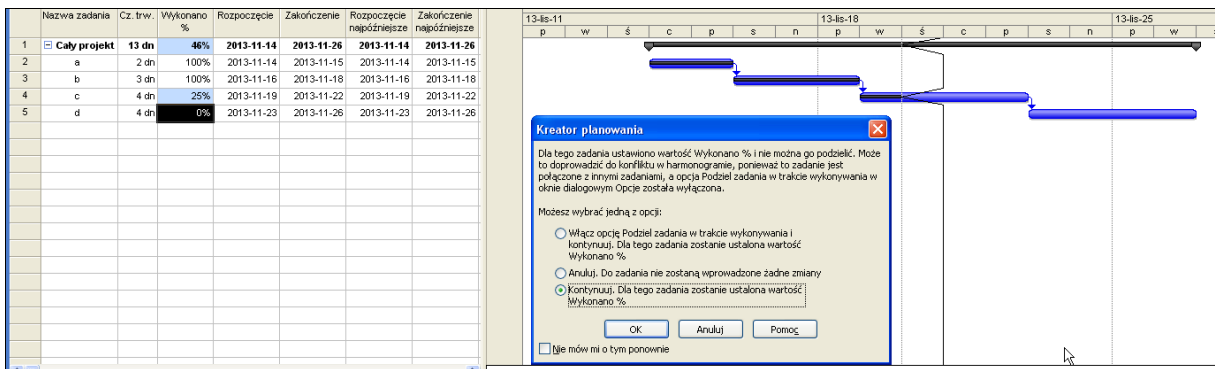 Nazwa zadania Cz. trw. Wykonano % Rozpoczęcie Zakończenie Rozpoczęcie najpóźniejsze Zakończenie najpóźniejsze
1 Cały projekt 13 dn 46% 2013-11-14 2013-11-26 2013-11-14 2013-11-26
2 a 2 dn 100% 2013-11-14 2013-11-15 2013-11-14 2013-11-15
3 b 3 dn 100% 2013-11-16 2013-11-18 2013-11-16 2013-11-18
4 c 4 dn 25% 2013-11-19 2013-11-22 2013-11-19 2013-11-22
5 d 4 dn 0% 2013-11-23 2013-11-26 2013-11-23 2013-11-26
13-lis-11 13-lis-18 13-lis-25
p w ś c p s n p w ś c p s n p w
Kreator planowania
Dla tego zadania ustawiono wartość Wykonano % i nie można go podzielić. Może
to doprowadzić do konfliktu w harmonogramie, ponieważ to zadanie jest
połączone z innymi zadaniami, a opcja Podziel zadania w trakcie wykonywania w
oknie dialogowym Opcje została wyłączona.
Możesz wybrać jedną z opcji:
Włącz opcję Podziel zadania w trakcie wykonywania i
kontynuuj. Dla tego zadania zostanie ustalona wartość
Wykonano %
Anuluj. Do zadania nie zostaną wprowadzone żadne zmiany
Kontynuuj. Dla tego zadania zostanie ustalona wartość
Wykonano %
OK Anuluj Pomoc
Nie mów mi o tym ponownie